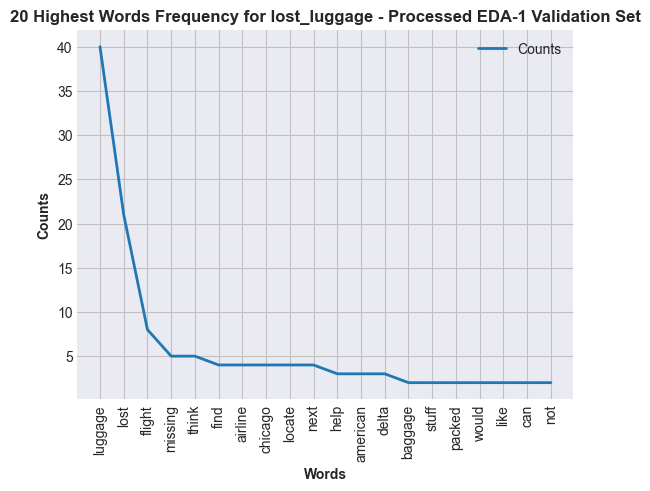 20 Highest Words Frequency for lost_luggage - Processed EDA-1 Validation Set
Counts
40
35
30
25
20
15
10
5
Counts
luggage
lost
flight
missing
think
find
airline
chicago
locate
next
help
american
delta
baggage
stuff
packed
would
like
can
not
Words